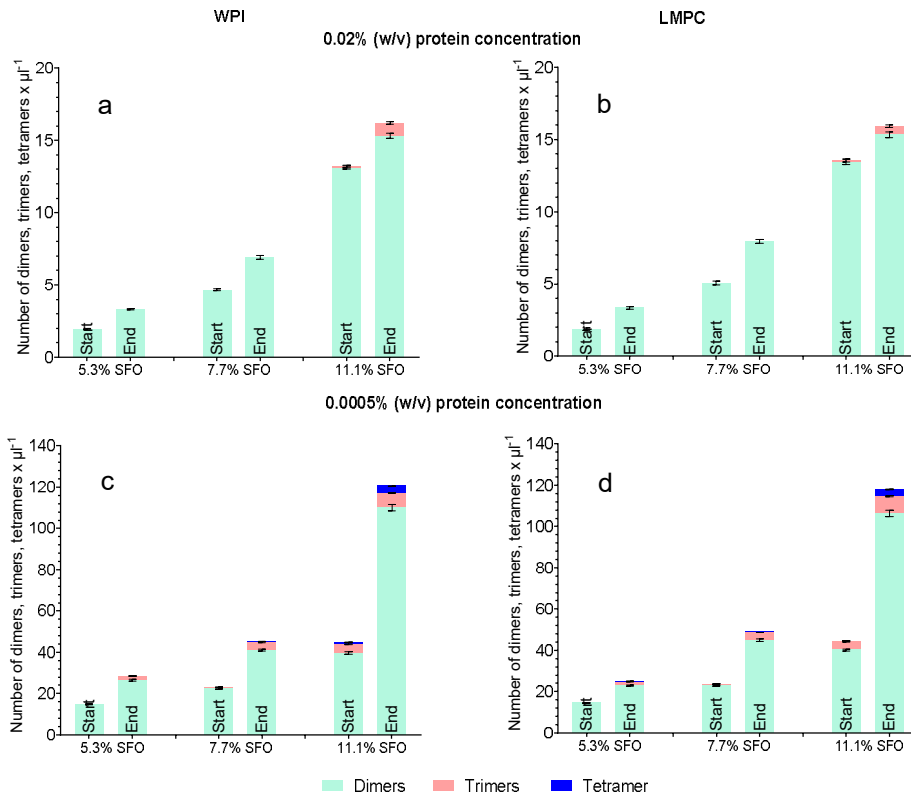 WPI
LMPC
0.02% (w/v) protein concentration
Number of dimers, trimers, tetramers x µl-1
20
15
10
5
0
a
Start
End
Start
End
Start
End
5.3% SFO
7.7% SFO
11.1% SFO
Number of dimers, trimers, tetramers x µl-1
20
15
10
5
0
b
Start
End
Start
End
Start
End
5.3% SFO
7.7% SFO
11.1% SFO
0.0005% (w/v) protein concentration
Number of dimers, trimers, tetramers x µl-1
140
120
100
80
60
40
20
0
c
Start
End
Start
End
Start
End
5.3% SFO
7.7% SFO
11.1% SFO
Number of dimers, trimers, tetramers x µl-1
140
120
100
80
60
40
20
0
d
Start
End
Start
End
Start
End
5.3% SFO
7.7% SFO
11.1% SFO
Dimers
Trimers
Tetramer